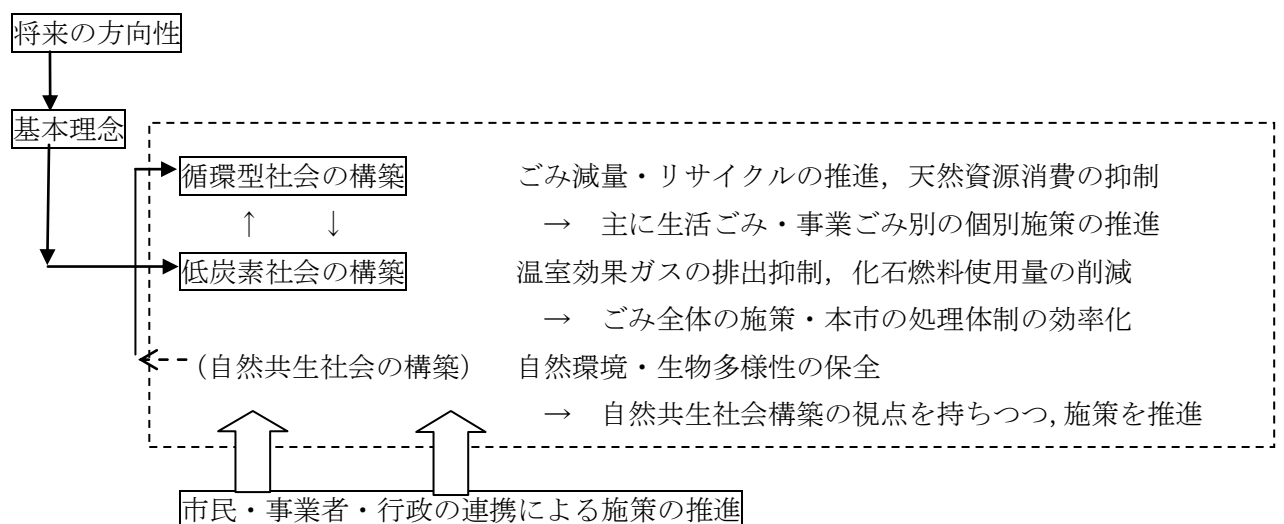 将来の方向性
基本理念
循環型社会の構築 ごみ減量・リサイクルの推進，天然資源消費の抑制
↑ ↓ → 主に生活ごみ・事業ごみ別の個別施策の推進
低炭素社会の構築 温室効果ガスの排出抑制，化石燃料使用量の削減
→ ごみ全体の施策・本市の処理体制の効率化
(自然共生社会の構築) 自然環境・生物多様性の保全
→ 自然共生社会構築の視点を持ちつつ,施策を推進
市民・事業者・行政の連携による施策の推進